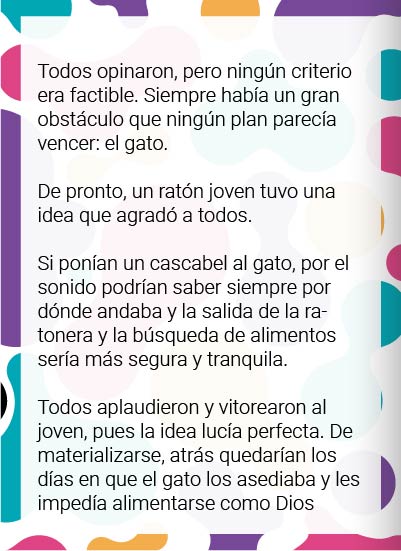 Todos opinaron, pero ningún criterio
era factible. Siempre había un gran
obstáculo que ningún plan parecía
vencer: el gato.
De pronto, un ratón joven tuvo una
idea que agradó a todos.
Si ponían un cascabel al gato, por el
sonido podrían saber siempre por
dónde andaba y la salida de la ra-
tonera y la búsqueda de alimentos
sería más segura y tranquila.
Todos aplaudieron y vitorearon al
joven, pues la idea lucía perfecta. De
materializarse, atrás quedarían los
días en que el gato los asediaba y les
impedía alimentarse como Dios